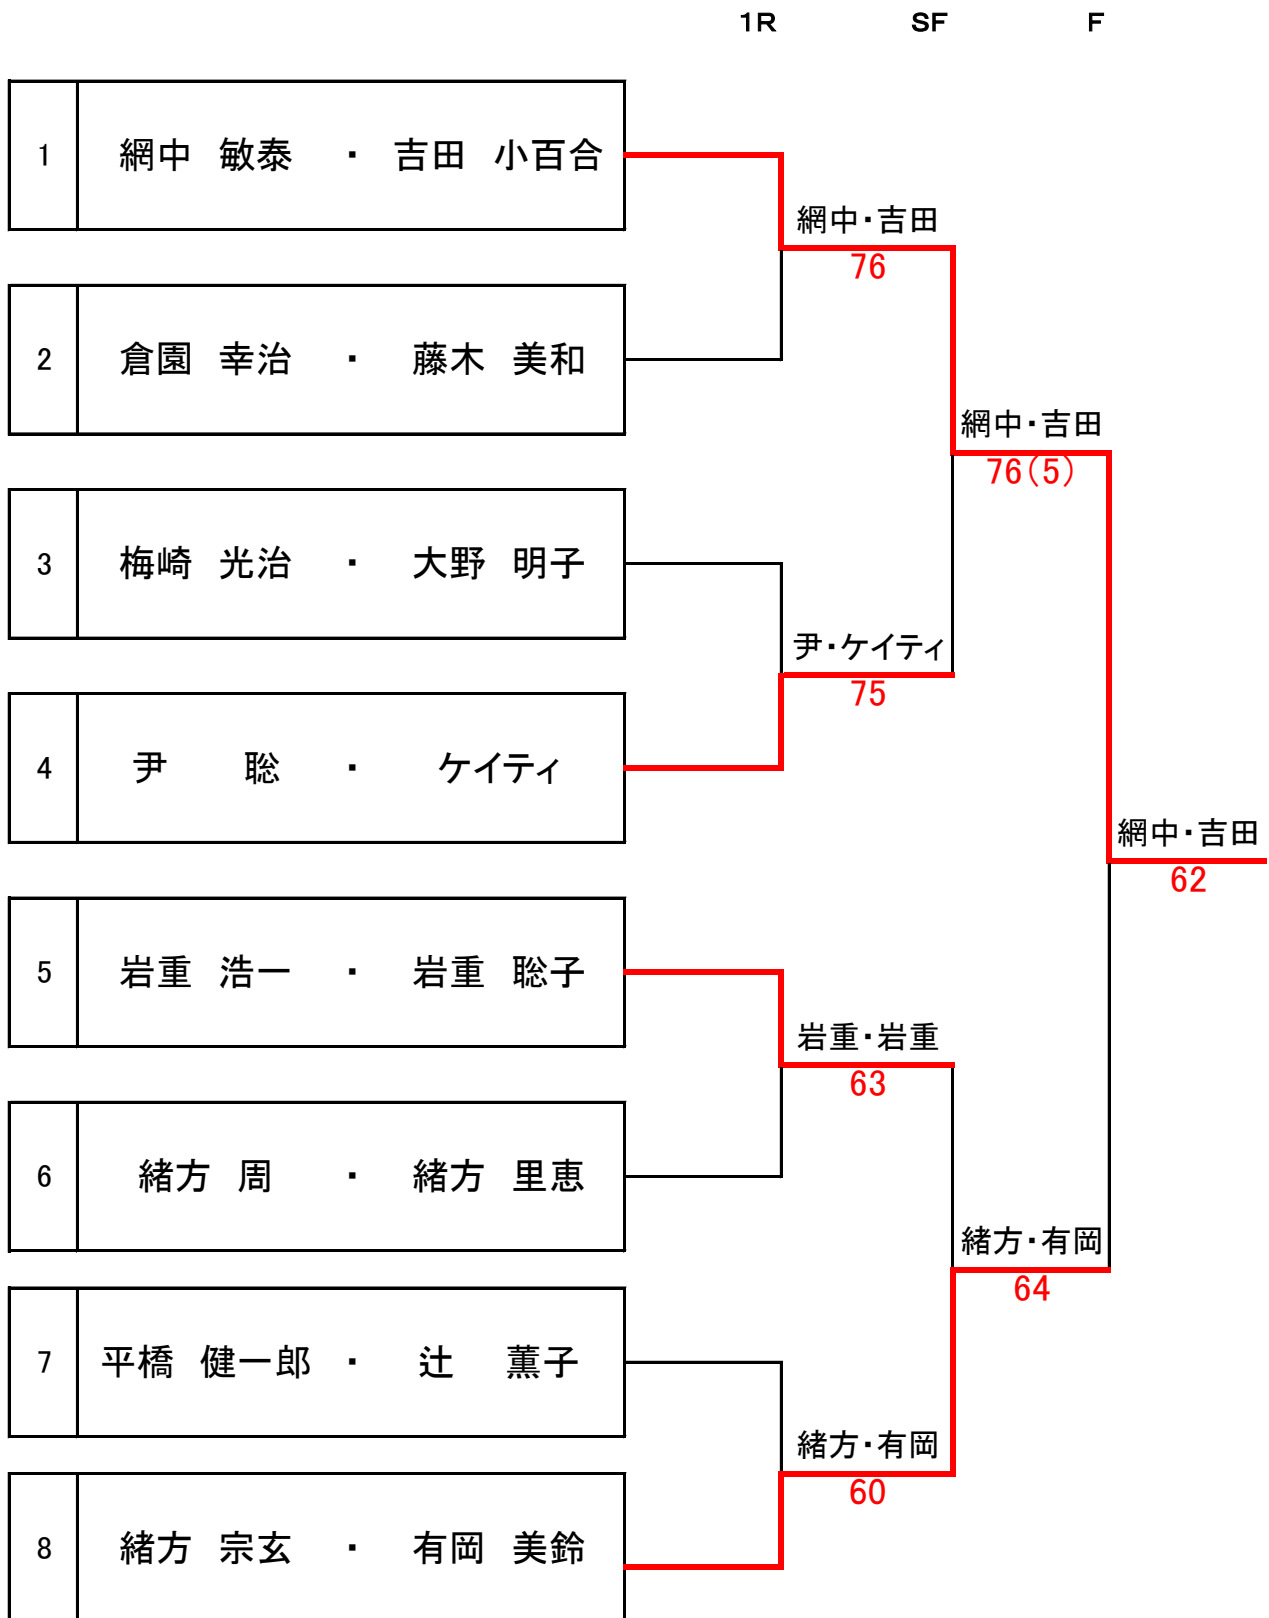 1R SF F
1 網中 敏泰 ・ 吉田 小百合
網中・吉田
76
2 倉園 幸治 ・ 藤木 美和
網中・吉田
76(5)
3 梅崎 光治 ・ 大野 明子
尹・ケイティ
75
4 尹 聡 ・ ケイティ
網中・吉田
62
5 岩重 浩一 ・ 岩重 聡子
岩重・岩重
63
6 緒方 周 ・ 緒方 里恵
緒方・有岡
64
7 平橋 健一郎 ・ 辻 薫子
緒方・有岡
60
8 緒方 宗玄 ・ 有岡 美鈴